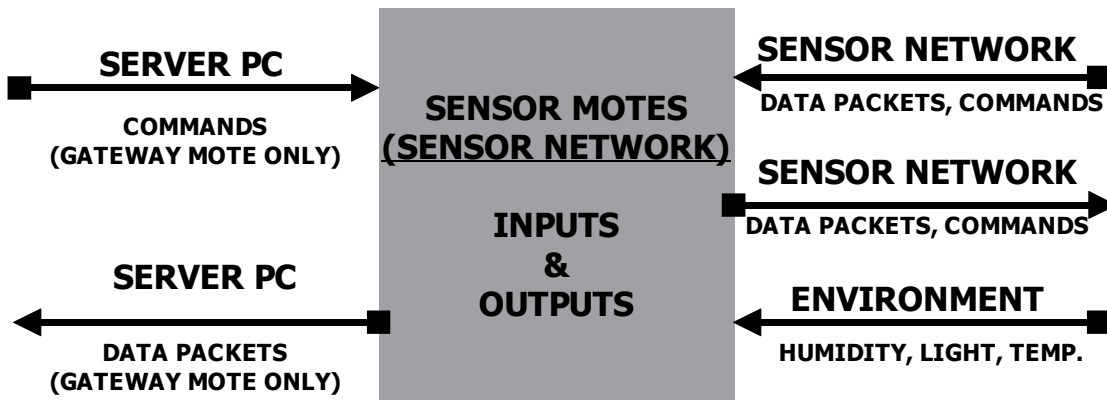 SERVER PC
COMMANDS
(GATEWAY MOTE ONLY)
SERVER PC
DATA PACKETS
(GATEWAY MOTE ONLY)
SENSOR MOTES
(SENSOR NETWORK)
INPUTS
&
OUTPUTS
SENSOR NETWORK
DATA PACKETS, COMMANDS
SENSOR NETWORK
DATA PACKETS, COMMANDS
ENVIRONMENT
HUMIDITY, LIGHT, TEMP.